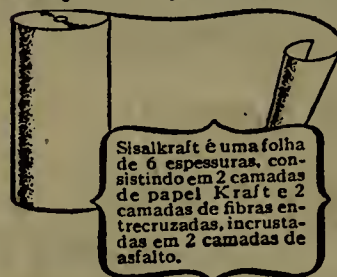 Sisalkraft é uma folha
de 6 espessuras, con-
sistindo em 2 camadas
de papel Kraft e 2
camadas de fibras en-
trecruzadas, incrusta-
das em 2 camadas de
asfalto.